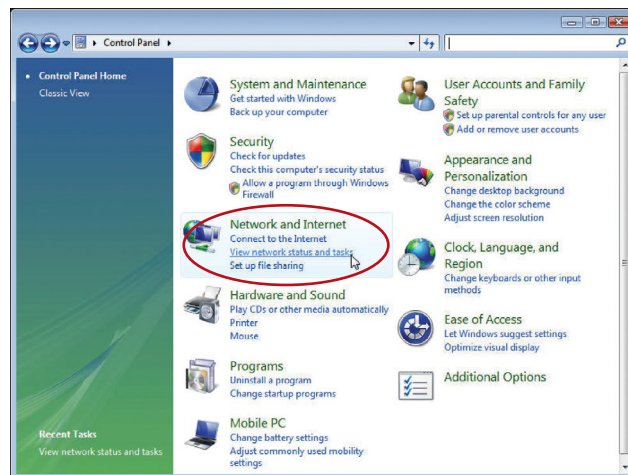 Control Panel
Control Panel Home
Classic View
System and Maintenance
Get started with Windows
Back up your computer
Security
Check for updates
Check this computer's security status
Allow a program through Windows
Firewall
Network and Internet
Connect to the Internet
View network status and tasks
Set up file sharing
Hardware and Sound
Play CDs or other media automatically
Printer
Mouse
Programs
Uninstall a program
Change startup programs
Mobile PC
Change battery settings
Adjust commonly used mobility
settings
User Accounts and Family
Safety
Set up parental controls for any user
Add or remove user accounts
Appearance and
Personalization
Change desktop background
Change the color scheme
Adjust screen resolution
Clock, Language, and
Region
Change keyboards or other input
methods
Ease of Access
Let Windows suggest settings
Optimize visual display
Additional Options
Recent Tasks
View network status and tasks